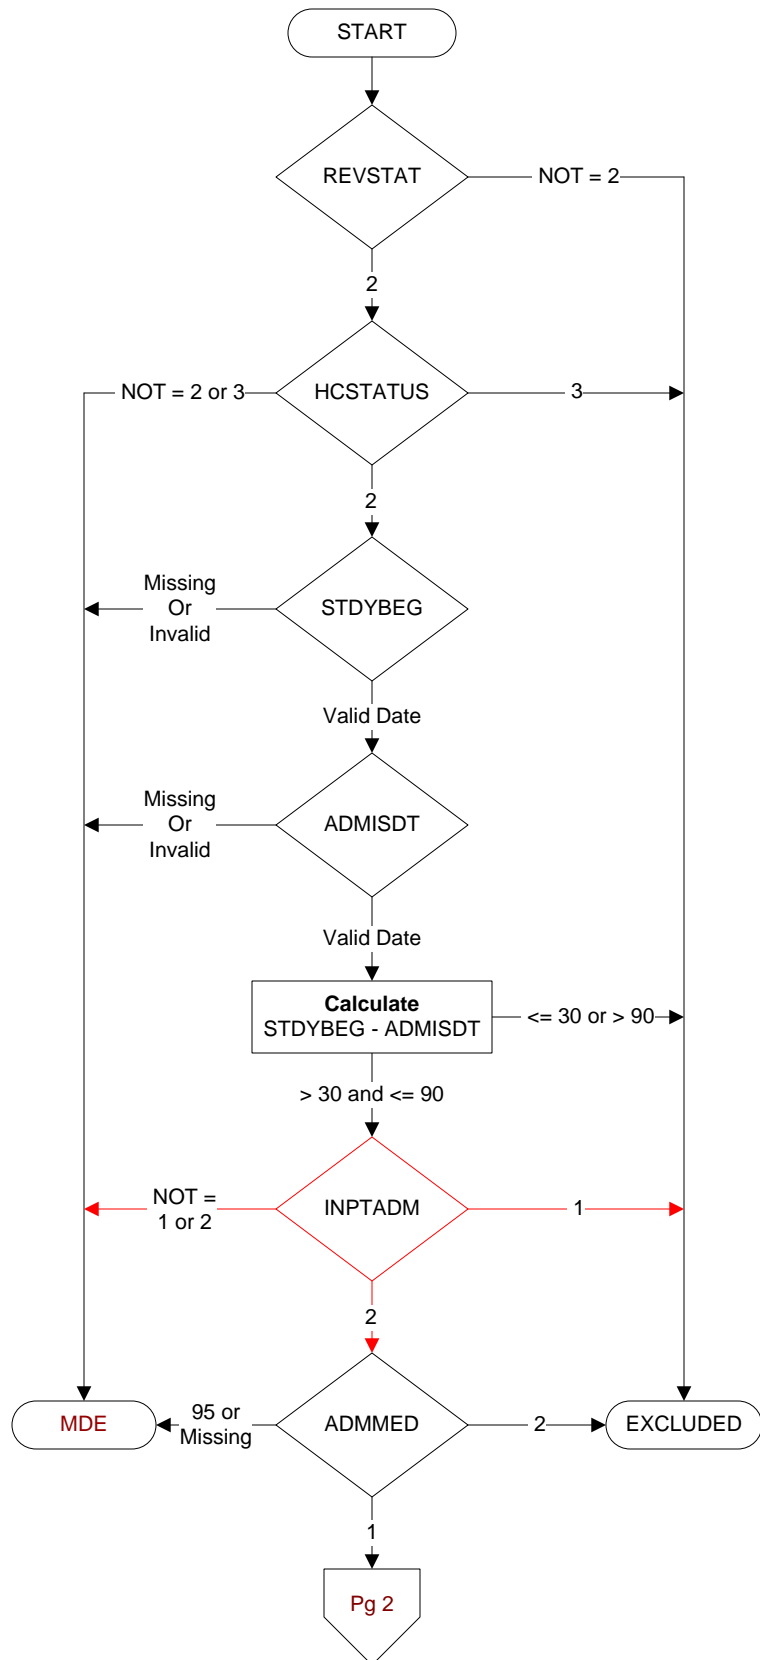 START
REVSTAT
NOT = 2
2
NOT = 2 or 3
HCSTATUS
3
2
Missing
Or
Invalid
STDYBEG
Valid Date
Missing
Or
Invalid
ADMISDT
Valid Date
Calculate
STDYBEG - ADMISDT
<= 30 or > 90
> 30 and <= 90
NOT =
1 or 2
INPTADM
1
2
MDE
95 or
Missing
ADMMED
2
EXCLUDED
1
Pg 2